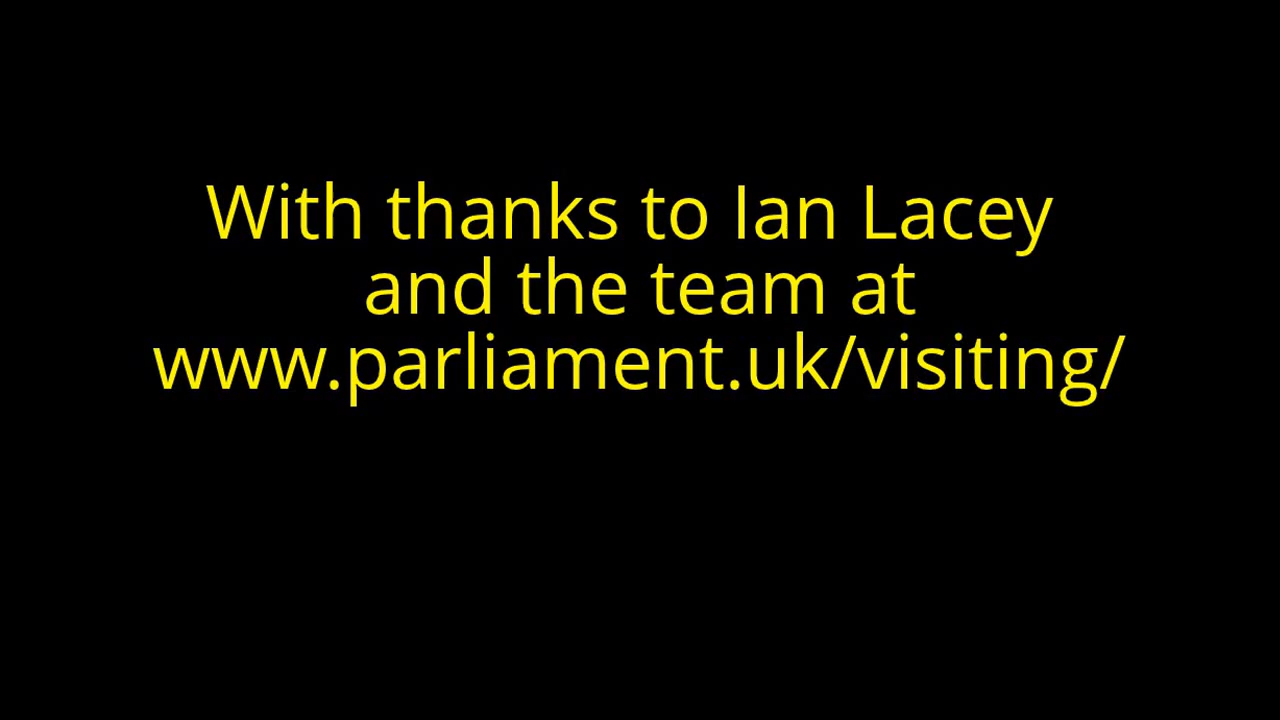 With thanks to Ian Lacey
and the team at
www.parliament.uk/visiting/